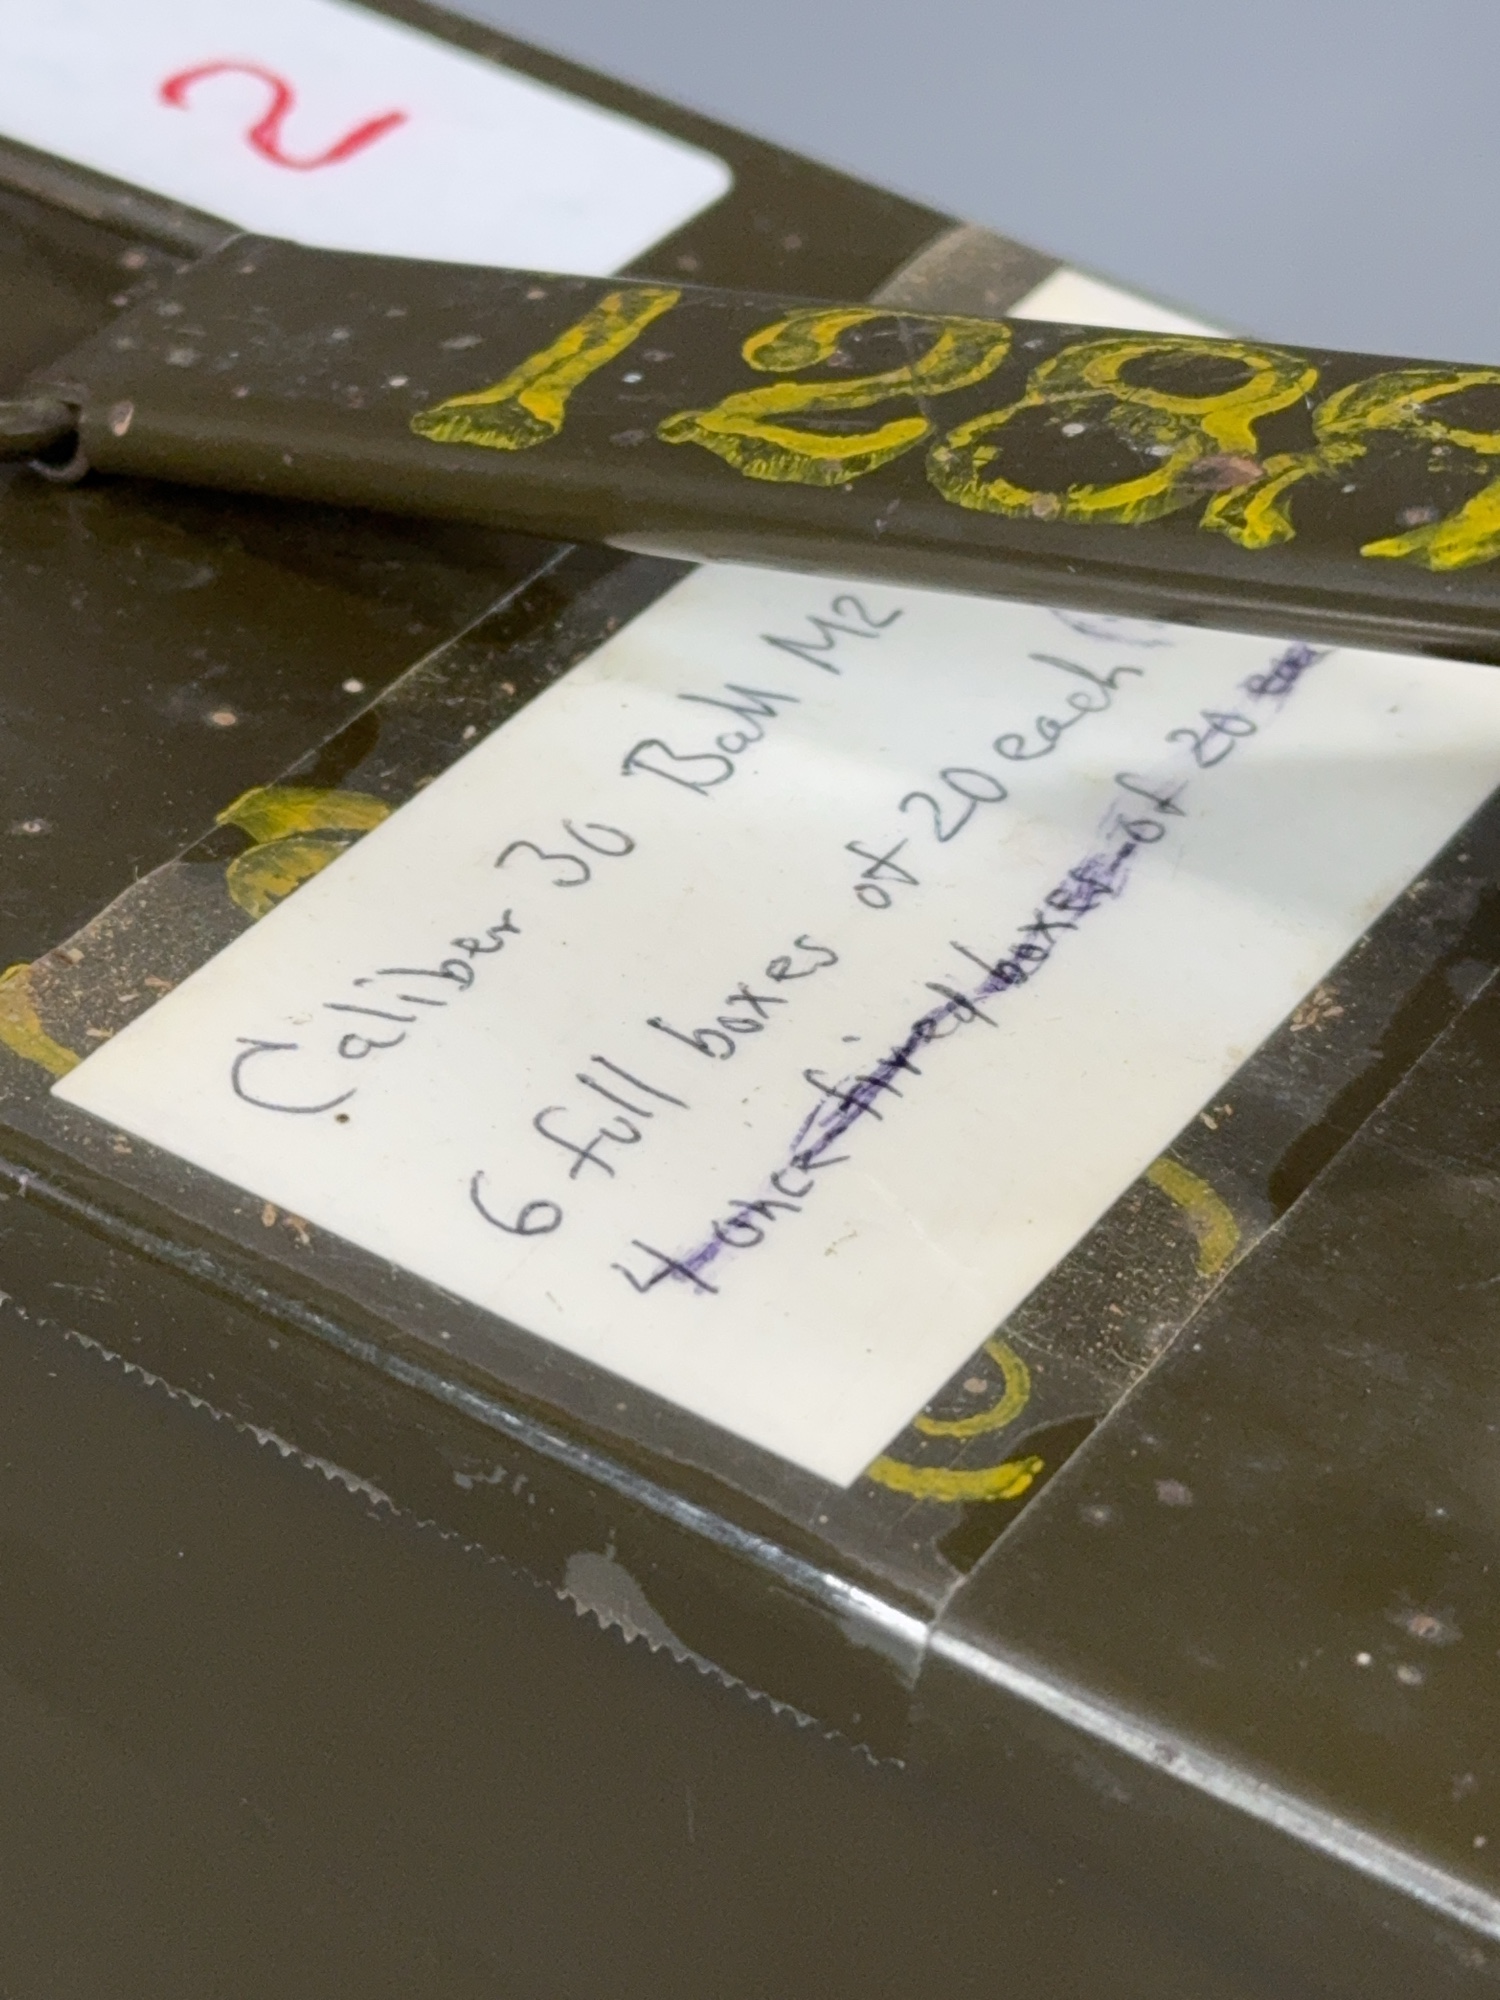 2
128
Caliber 30 Ball M2
6 full boxes of 20 each
4 once fired boxes of 20